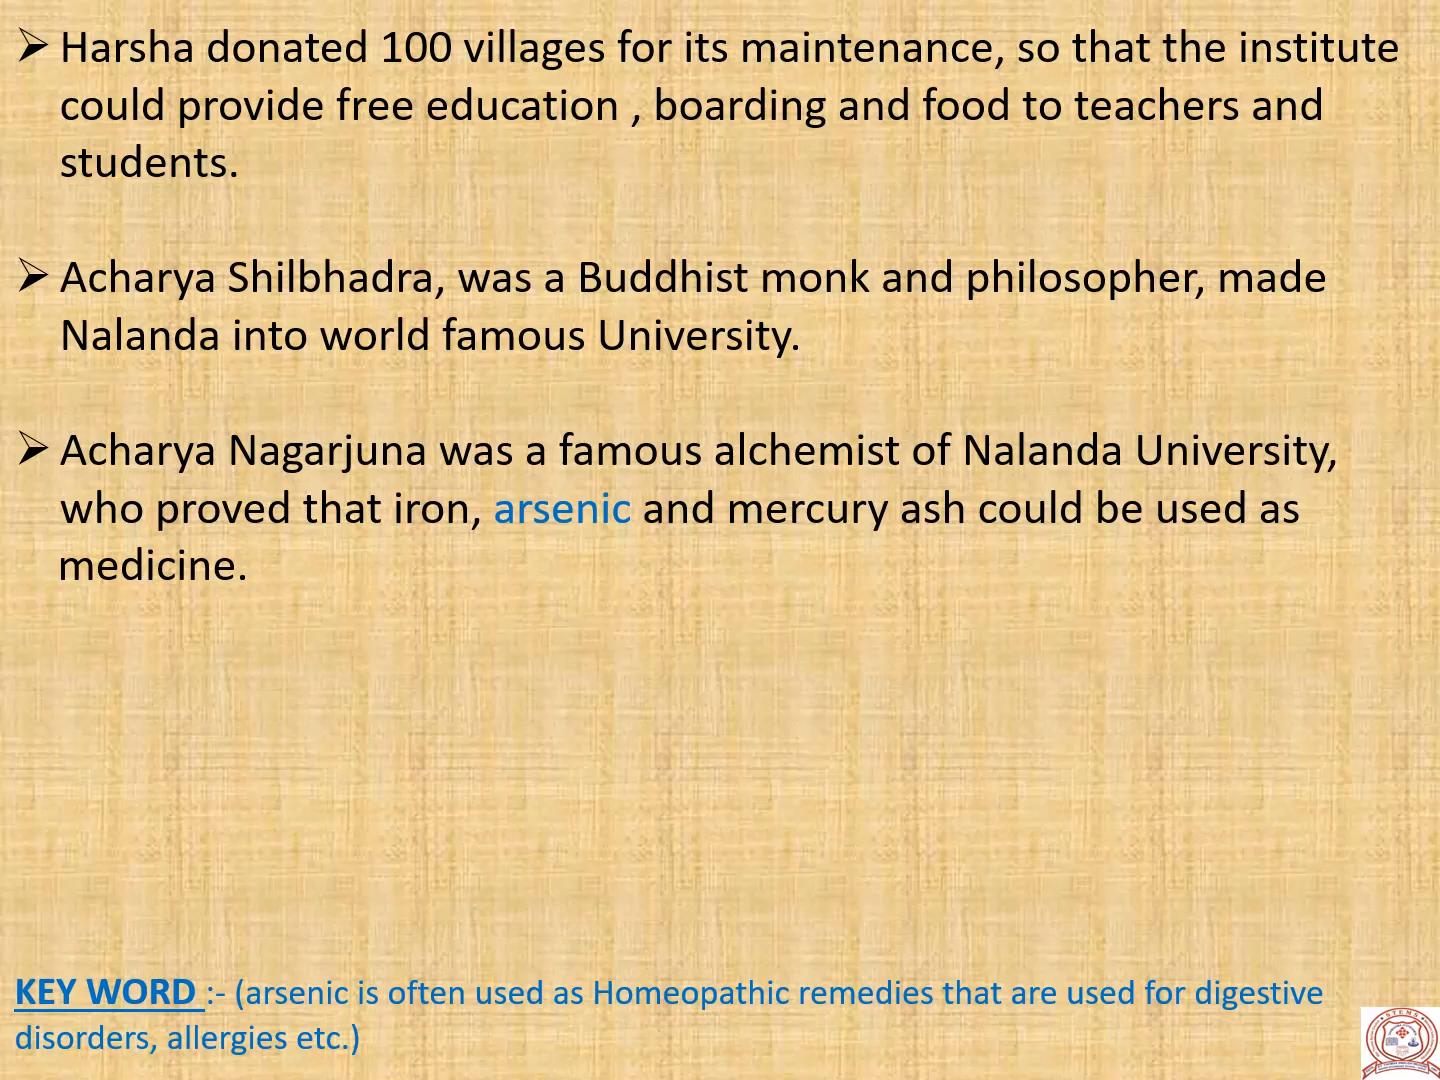 ➢ Harsha donated 100 villages for its maintenance, so that the institute
could provide free education , boarding and food to teachers and
students.
➢ Acharya Shilbhadra, was a Buddhist monk and philosopher, made
Nalanda into world famous University.
➢ Acharya Nagarjuna was a famous alchemist of Nalanda University,
who proved that iron, arsenic and mercury ash could be used as
medicine.
KEY WORD :- (arsenic is often used as Homeopathic remedies that are used for digestive
disorders, allergies etc.)